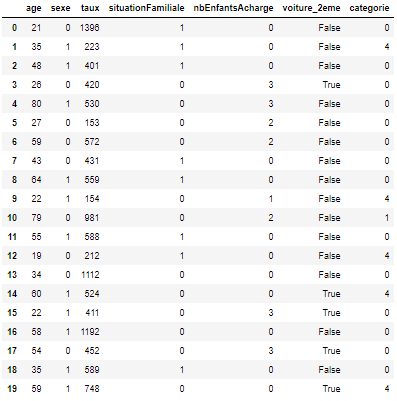 age sexe taux situationFamiliale nbEnfantsAcharge voiture_2eme categorie
0 21 0 1396 1 0 False 0
1 35 1 223 1 0 False 4
2 48 1 401 1 0 False 0
3 26 0 420 0 3 True 0
4 80 1 530 0 3 False 0
5 27 0 153 0 2 False 0
6 59 0 572 0 2 False 0
7 43 0 431 1 0 False 0
8 64 1 559 1 0 False 0
9 22 1 154 0 1 False 4
10 79 0 981 0 2 False 1
11 55 1 588 1 0 False 0
12 19 0 212 1 0 False 4
13 34 0 1112 0 0 False 0
14 60 1 524 0 0 True 4
15 22 1 411 0 3 True 0
16 58 1 1192 0 0 False 0
17 54 0 452 0 3 True 0
18 35 1 589 1 0 False 0
19 59 1 748 0 0 True 4